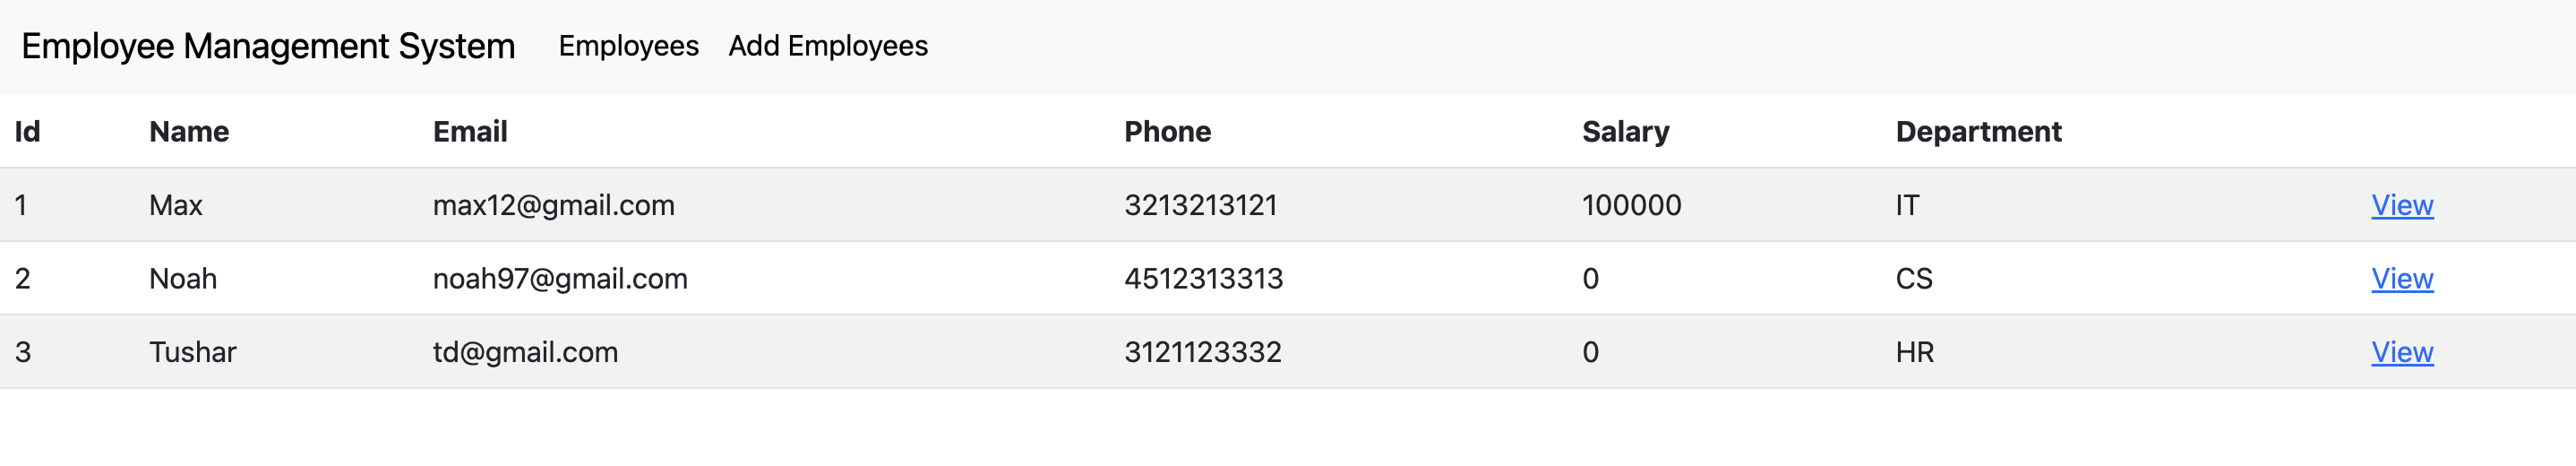 Employee Management System Employees Add Employees
Id Name Email Phone Salary Department
1 Max max12@gmail.com 3213213121 100000 IT View
2 Noah noah97@gmail.com 4512313313 0 CS View
3 Tushar td@gmail.com 3121123332 0 HR View